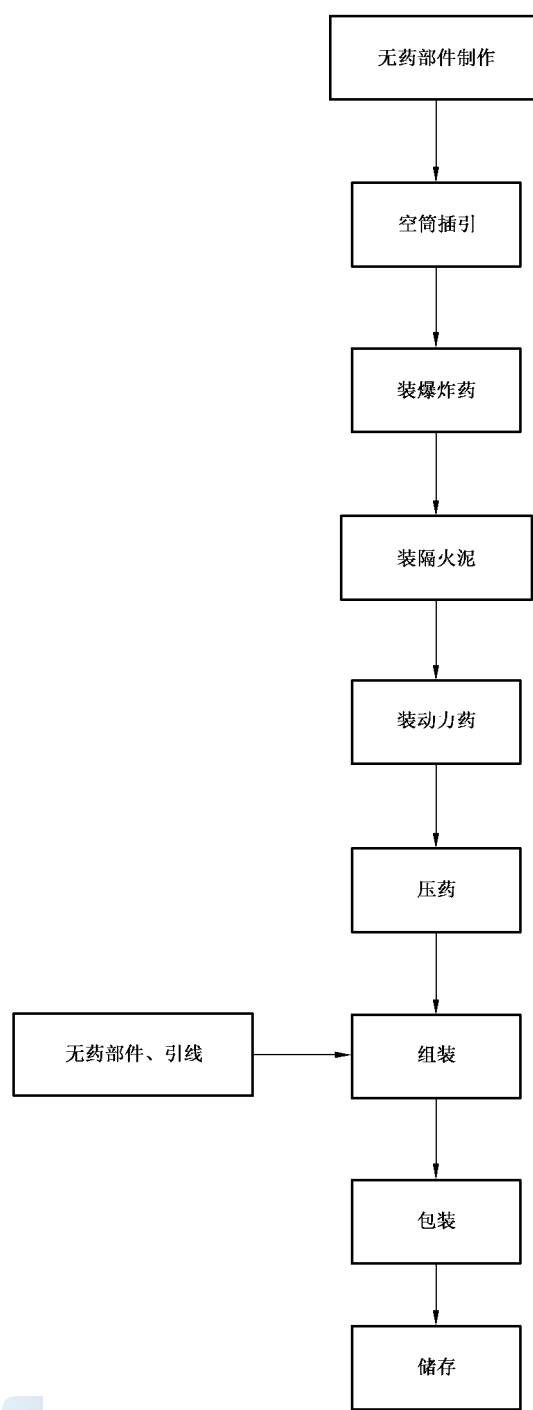 无药部件制作
空筒插引
装爆炸药
装隔火泥
装动力药
压药
无药部件、引线
组装
包装
储存